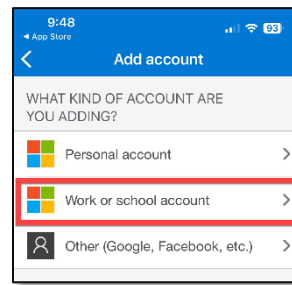 9:48
93
App Store
Add account
WHAT KIND OF ACCOUNT ARE
YOU ADDING?
Personal account
Work or school account
Other (Google, Facebook, etc.)